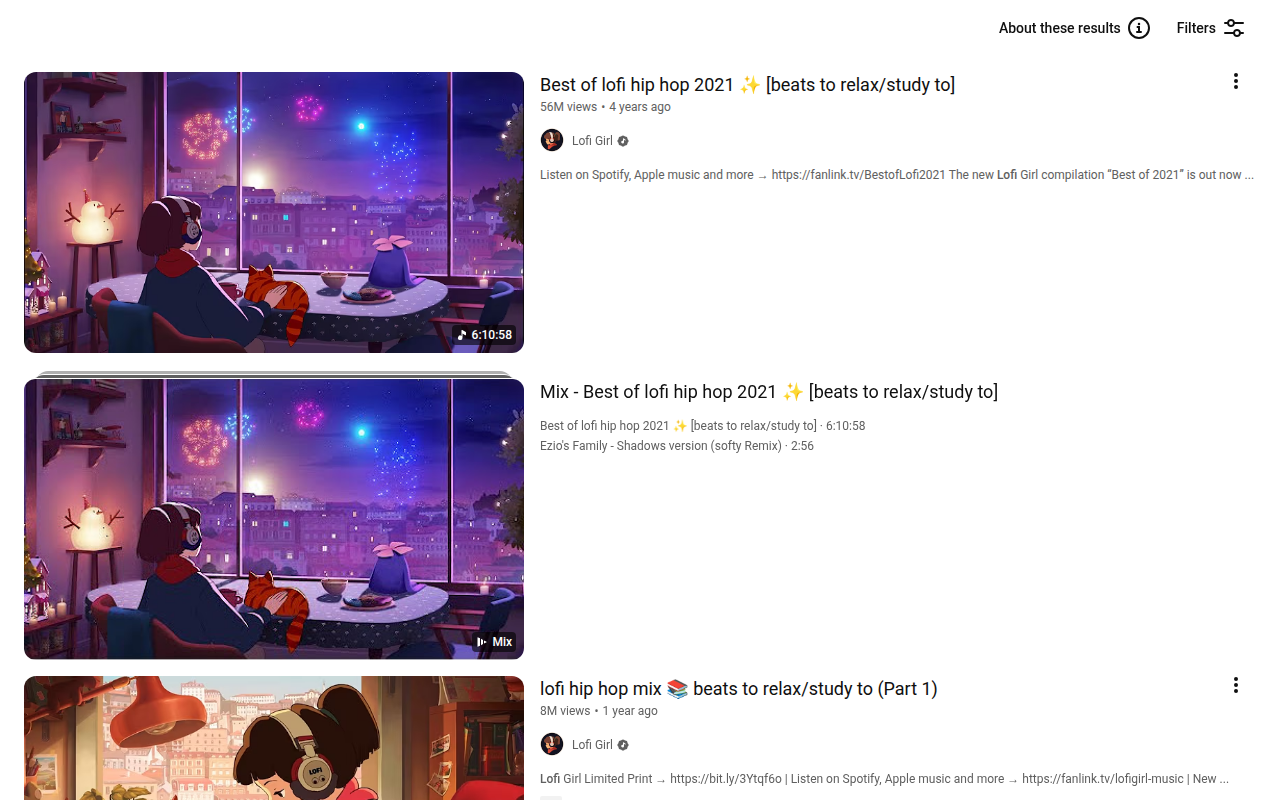 About these results
Filters
Best of lofi hip hop 2021 ✨ [beats to relax/study to]
56M views • 4 years ago
Lofi Girl
Listen on Spotify, Apple music and more → https://fanlink.tv/BestofLofi2021 The new Lofi Girl compilation “Best of 2021” is out now ...
6:10:58
Mix - Best of lofi hip hop 2021 ✨ [beats to relax/study to]
Best of lofi hip hop 2021 ✨ [beats to relax/study to] · 6:10:58
Ezio's Family - Shadows version (softy Remix) · 2:56
Mix
lofi hip hop mix 📚 beats to relax/study to (Part 1)
8M views • 1 year ago
Lofi Girl
Lofi Girl Limited Print → https://bit.ly/3Ytqf6o | Listen on Spotify, Apple music and more → https://fanlink.tv/lofigirl-music | New ...
LOFI